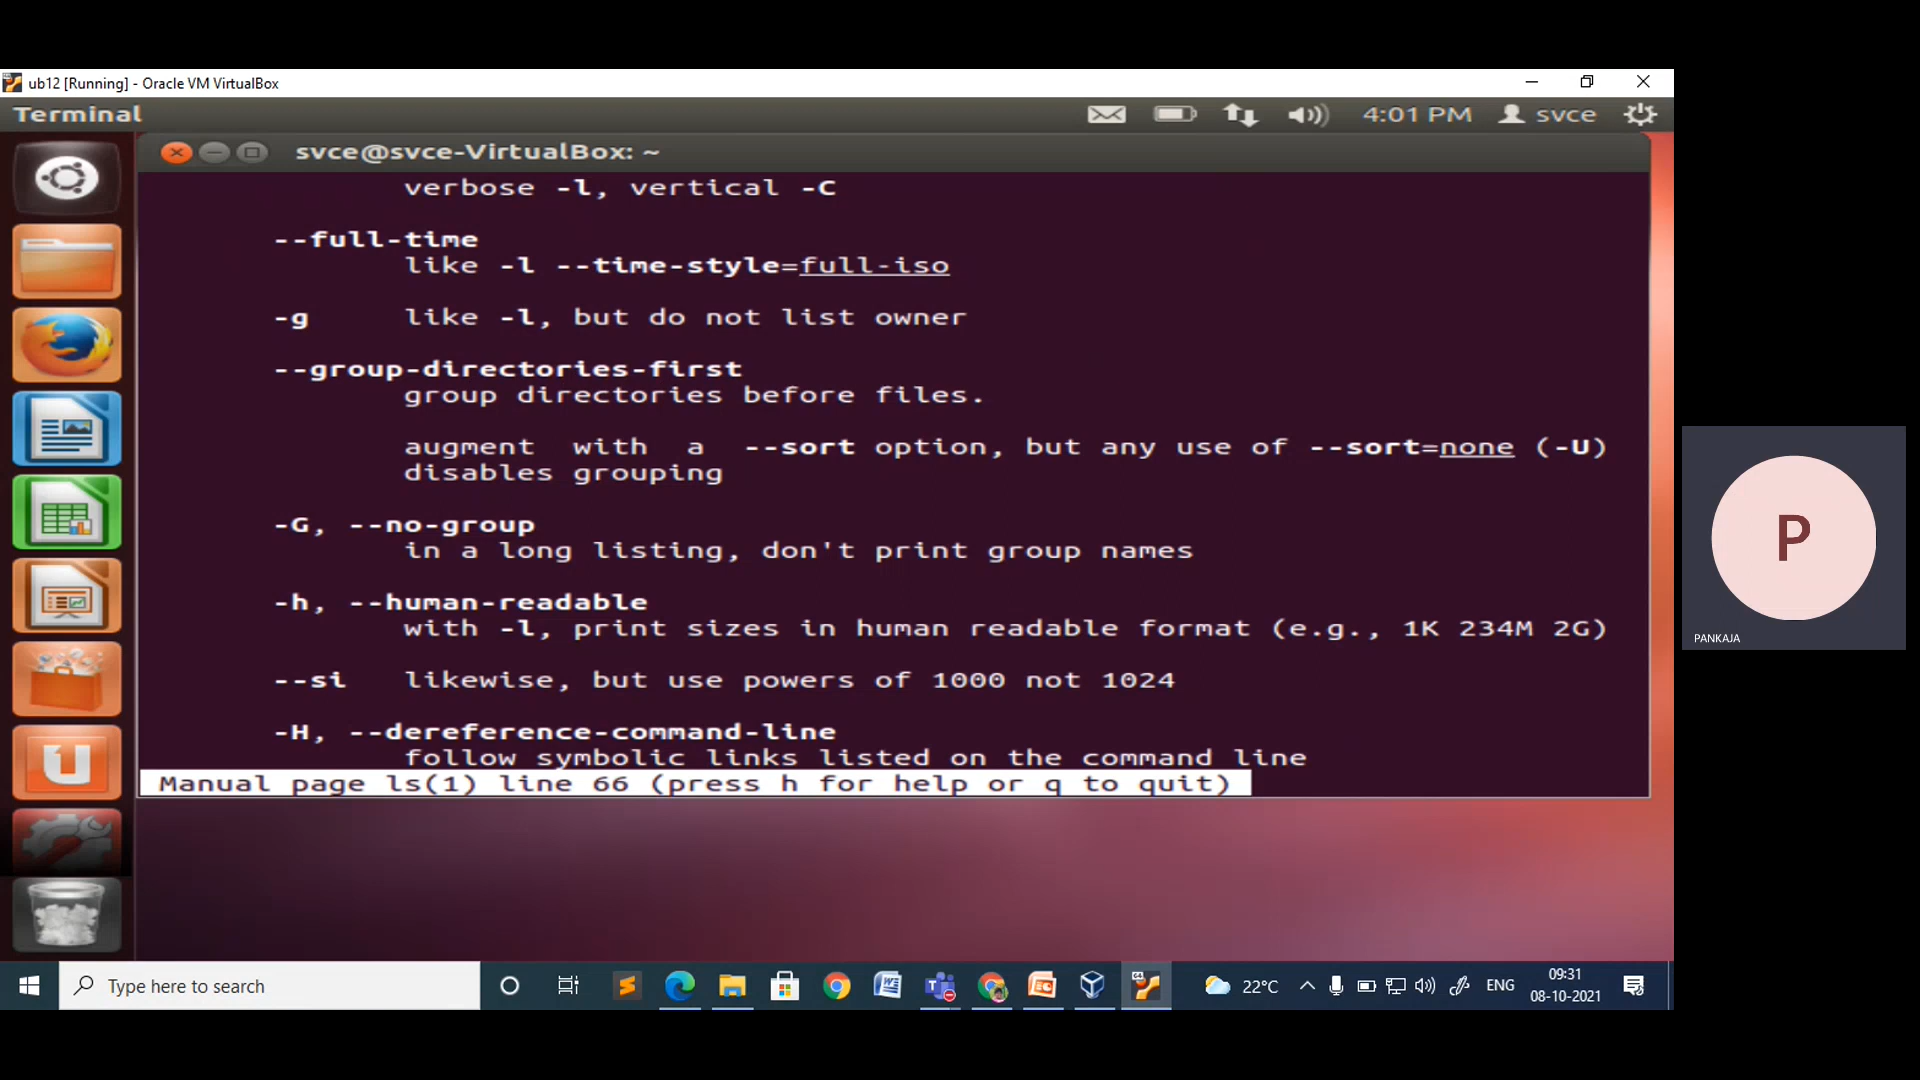 ub12 [Running] - Oracle VM VirtualBox
Terminal
4:01 PM svce
svce@svce-VirtualBox: ~
verbose -l, vertical -C
--full-time
like -l --time-style=full-iso
-g like -l, but do not list owner
--group-directories-first
group directories before files.
augment with a --sort option, but any use of --sort=none (-U)
disables grouping
-G, --no-group
in a long listing, don't print group names
-h, --human-readable
with -l, print sizes in human readable format (e.g., 1K 234M 2G)
--si likewise, but use powers of 1000 not 1024
-H, --dereference-command-line
follow symbolic links listed on the command line
Manual page ls(1) line 66 (press h for help or q to quit)
P
PANKAJA
Type here to search
22°C
ENG
09:31
08-10-2021